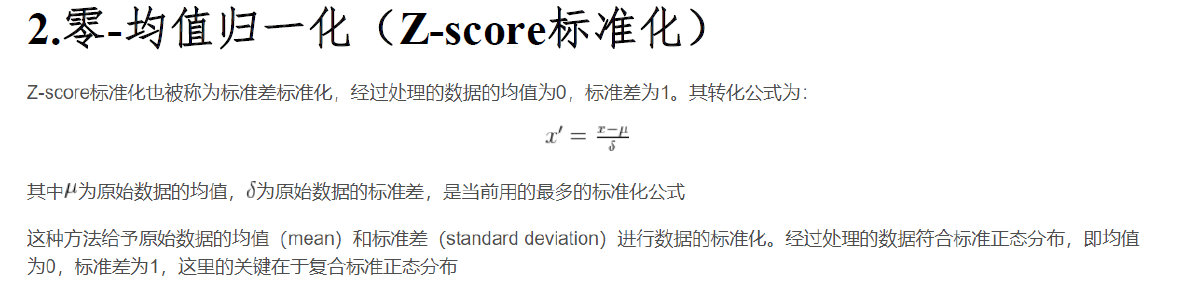 2.零-均值归一化（Z-score标准化）
Z-score标准化也被称为标准差标准化，经过处理的数据的均值为0，标准差为1。其转化公式为：
x′ = \frac{x-μ}{δ}
其中μ为原始数据的均值，δ为原始数据的标准差，是当前用的最多的标准化公式
这种方法给予原始数据的均值（mean）和标准差（standard deviation）进行数据的标准化。经过处理的数据符合标准正态分布，即均值
为0，标准差为1，这里的关键在于复合标准正态分布